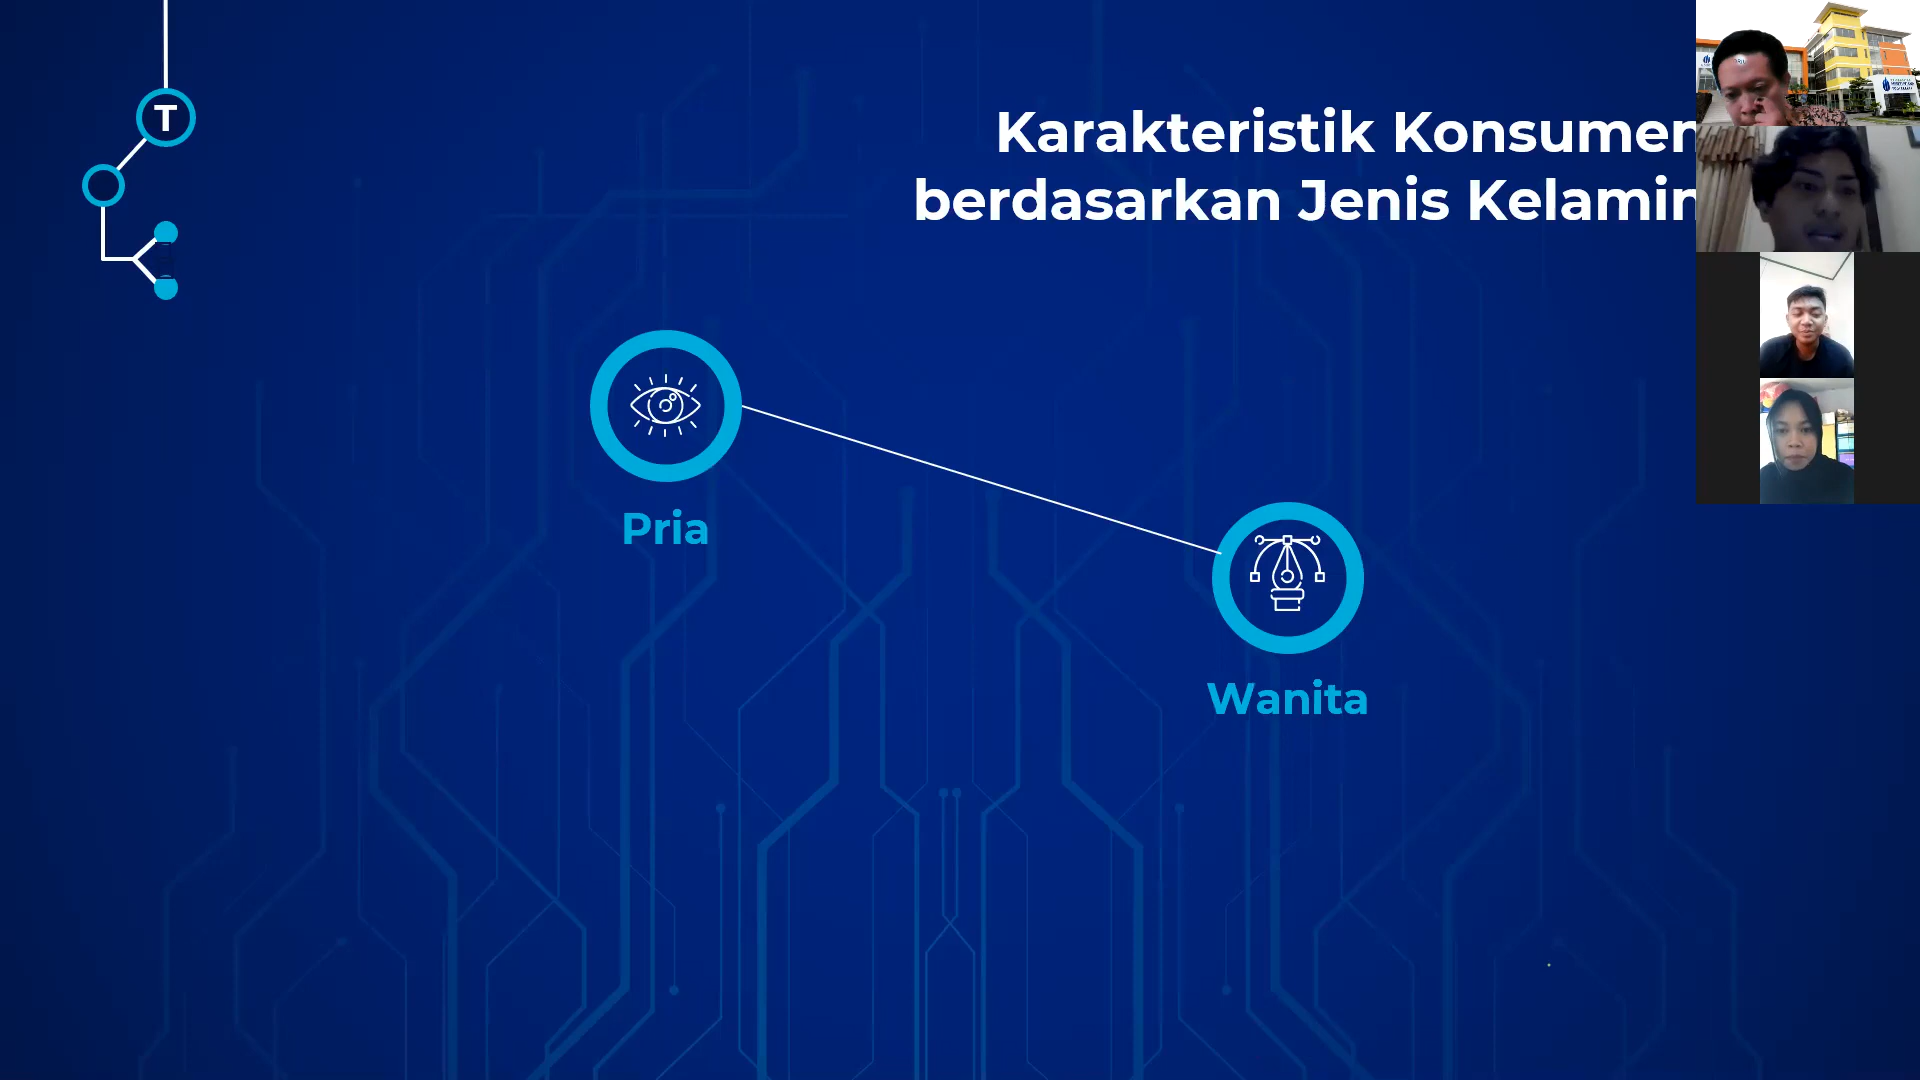 T
Karakteristik Konsumen
berdasarkan Jenis Kelamin
Pria
Wanita